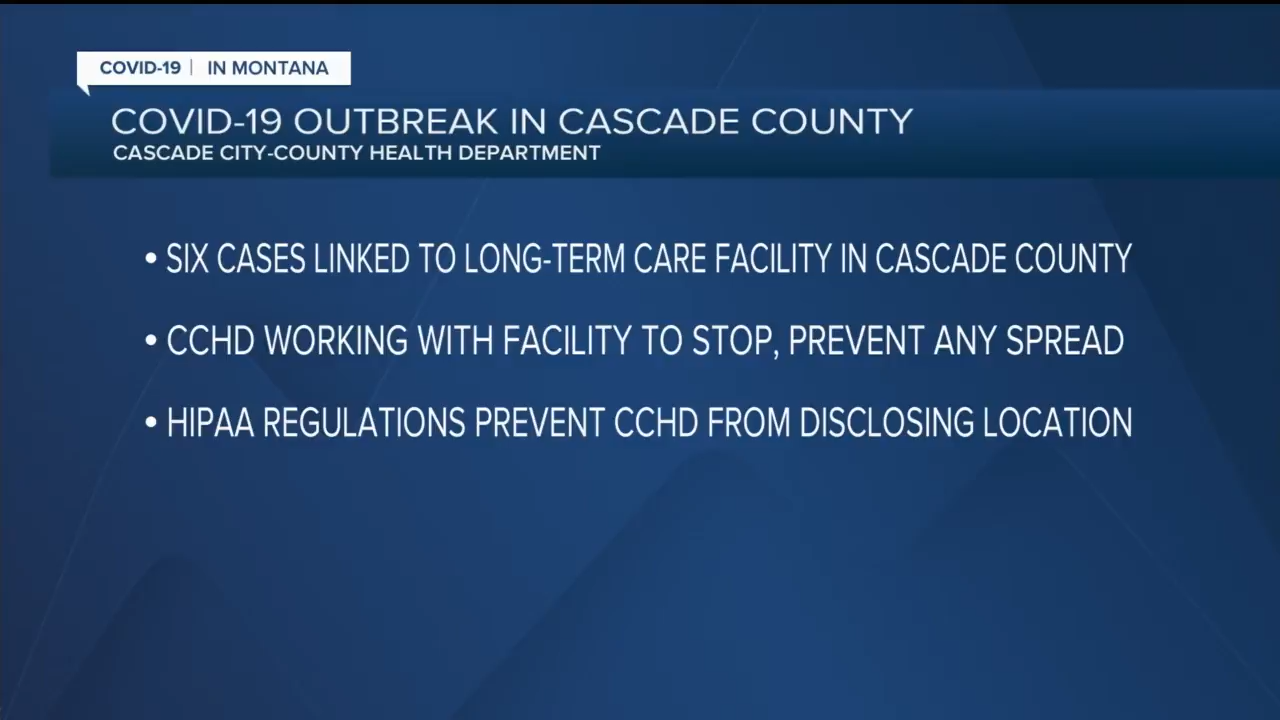 COVID-19 | IN MONTANA
COVID-19 OUTBREAK IN CASCADE COUNTY
CASCADE CITY-COUNTY HEALTH DEPARTMENT
• SIX CASES LINKED TO LONG-TERM CARE FACILITY IN CASCADE COUNTY
• CCHD WORKING WITH FACILITY TO STOP, PREVENT ANY SPREAD
• HIPAA REGULATIONS PREVENT CCHD FROM DISCLOSING LOCATION